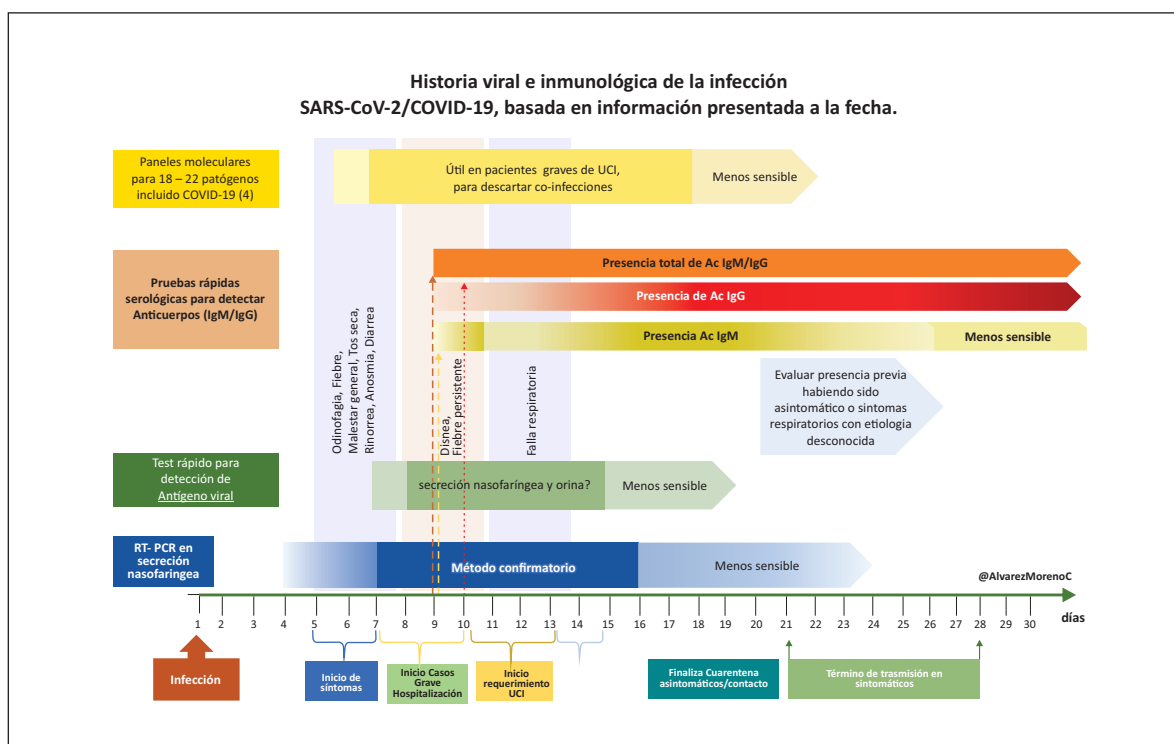 Historia viral e inmunológica de la infección
SARS-CoV-2/COVID-19, basada en información presentada a la fecha.
Paneles moleculares
para 18 – 22 patógenos
incluido COVID-19 (4)
Útil en pacientes graves de UCI,
para descartar co-infecciones
Menos sensible
Pruebas rápidas
serológicas para detectar
Anticuerpos (IgM/IgG)
Presencia total de Ac IgM/IgG
Presencia de Ac IgG
Presencia Ac IgM
Menos sensible
Odinofagia, Fiebre,
Malestar general, Tos seca,
Rinorrea, Anosmia, Diarrea
Disnea,
Fiebre persistente
Falla respiratoria
Evaluar presencia previa
habiendo sido
asintomático o sintomas
respiratorios con etiologia
desconocida
Test rápido para
detección de
Antígeno viral
secreción nasofaríngea y orina?
Menos sensible
RT- PCR en
secreción
nasofaringea
Método confirmatorio
Menos sensible
@AlvarezMorenoC
1 2 3 4 5 6 7 8 9 10 11 12 13 14 15 16 17 18 19 20 21 22 23 24 25 26 27 28 29 30
días
Infección
Inicio de
síntomas
Inicio Casos
Grave
Hospitalización
Inicio
requerimiento
UCI
Finaliza Cuarentena
asintomáticos/contacto
Término de trasmisión en
sintomáticos